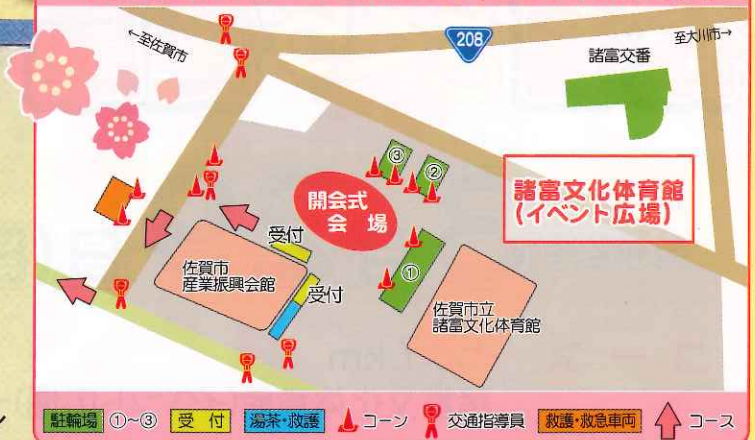 ←至佐賀市
208
至大川市→
諸富交番
③
②
諸富文化体育館
(イベント広場)
開会式
会場
受付
①
佐賀市
産業振興会館
受付
佐賀市立
諸富文化体育館
駐輪場 ①~③ 受付 湯茶・救護 コーン 交通指導員 救護・救急車両 コース